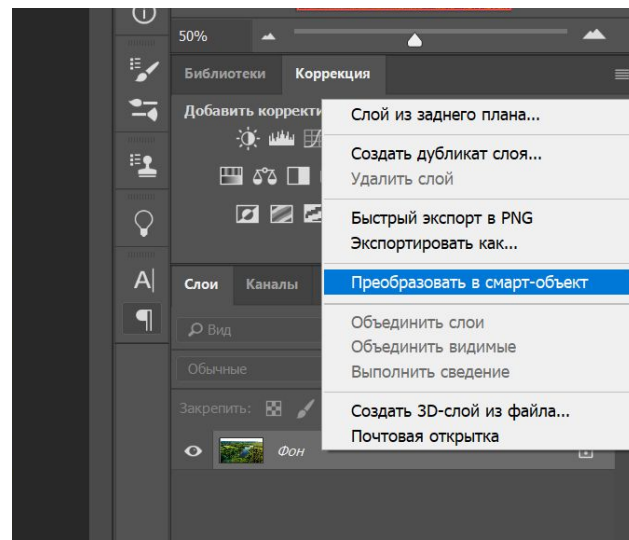 50%
Библиотеки Коррекция
Добавить корректи
Слой из заднего плана...
Создать дубликат слоя...
Удалить слой
Быстрый экспорт в PNG
Экспортировать как...
Преобразовать в смарт-объект
Объединить слои
Объединить видимые
Выполнить сведение
Создать 3D-слой из файла...
Почтовая открытка
A|
Слои Каналы
Вид
Обычные
Закрепить:
Фон